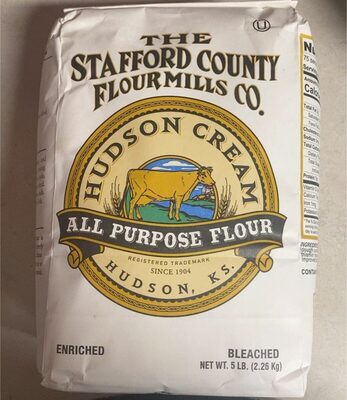 THE
STAFFORD COUNTY
FLOUR MILLS CO.
HUDSON CREAM
ALL PURPOSE FLOUR
REGISTERED TRADEMARK
SINCE 1904
HUDSON, KS.
ENRICHED
BLEACHED
NET WT. 5 LB. (2.26 Kg)